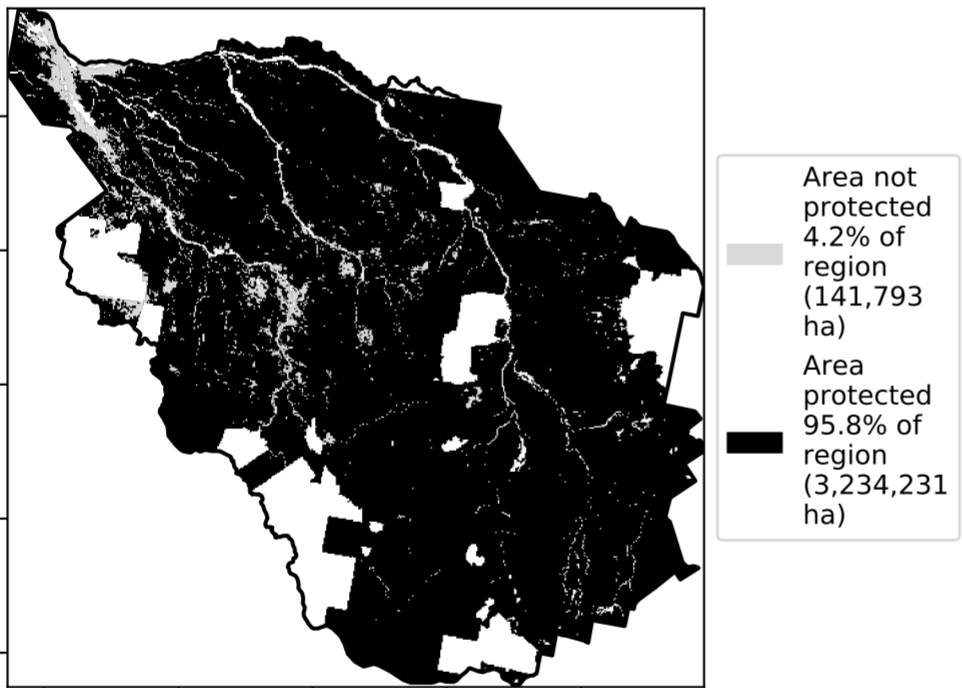 Area not
protected
4.2% of
region
(141,793
ha)
Area
protected
95.8% of
region
(3,234,231
ha)